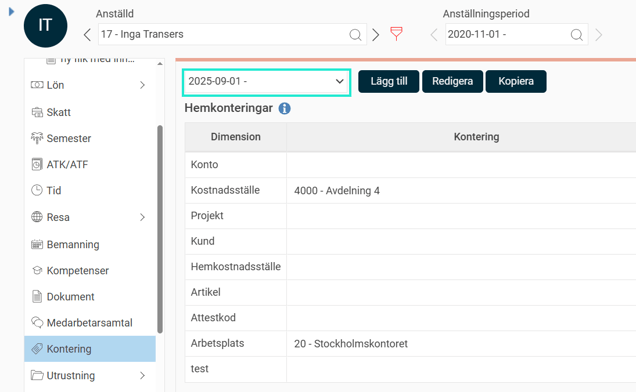 IT
Anställd
17 - Inga Transers
Anställningsperiod
2020-11-01 -
Lön
Skatt
Semester
ATK/ATF
Tid
Resa
Bemanning
Kompetenser
Dokument
Medarbetarsamtal
Kontering
Utrustning
2025-09-01 -
Lägg till
Redigera
Kopiera
Hemkonteringar
Dimension Kontering
Konto
Kostnadsställe 4000 - Avdelning 4
Projekt
Kund
Hemkostnadsställe
Artikel
Attestkod
Arbetsplats 20 - Stockholmskontoret
test